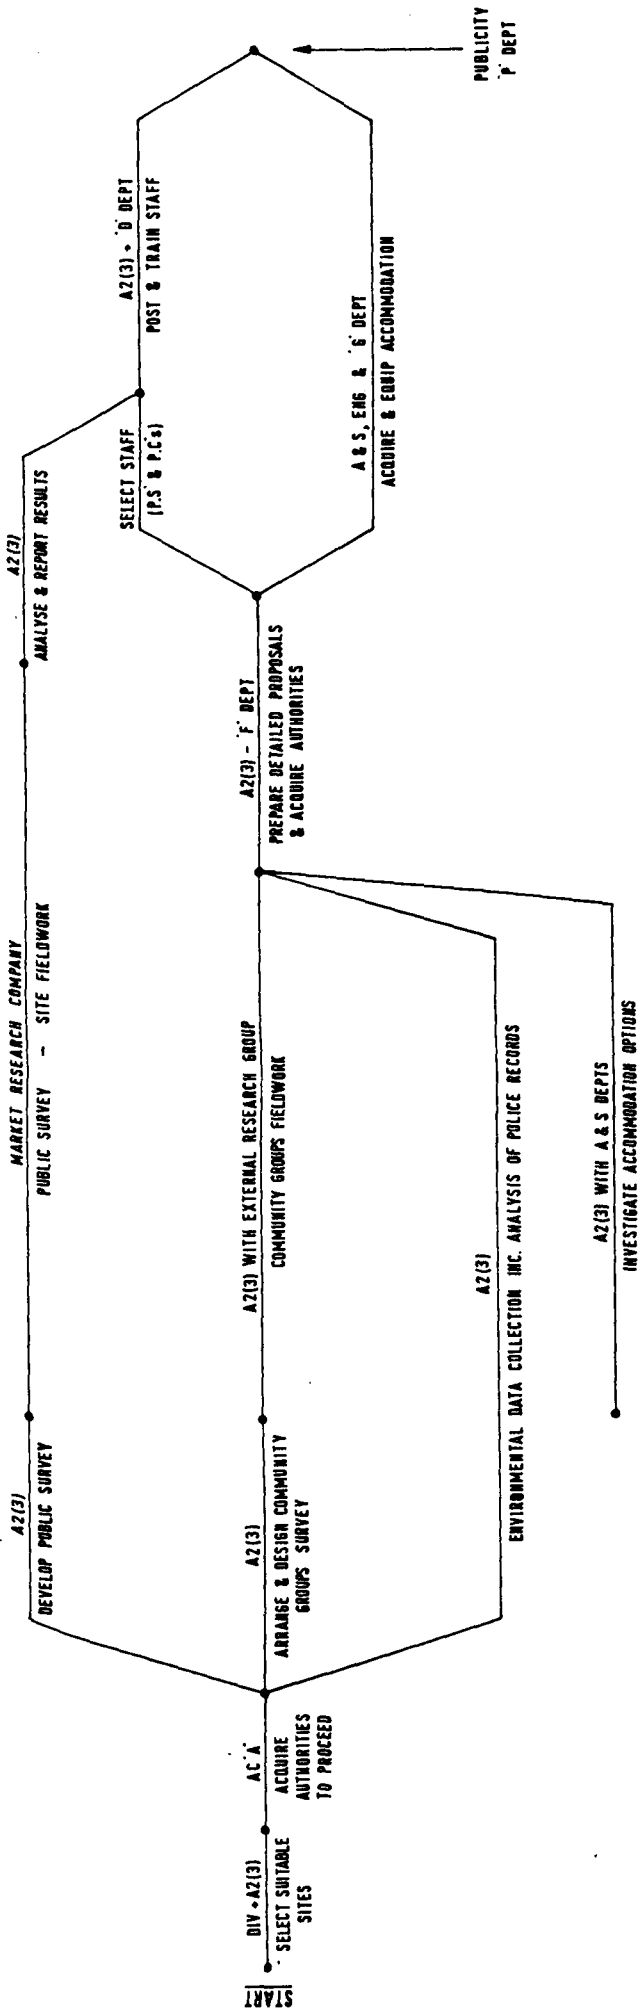 START
DIV + A2(3)
SELECT SUITABLE
SITES
AC 'A'
ACQUIRE
AUTHORITIES
TO PROCEED
A2(3)
DEVELOP PUBLIC SURVEY
MARKET RESEARCH COMPANY
PUBLIC SURVEY – SITE FIELDWORK
A2(3)
ANALYSE & REPORT RESULTS
A2(3)
ARRANGE & DESIGN COMMUNITY
GROUPS SURVEY
A2(3) WITH EXTERNAL RESEARCH GROUP
COMMUNITY GROUPS FIELDWORK
A2(3)
ENVIRONMENTAL DATA COLLECTION INC. ANALYSIS OF POLICE RECORDS
A2(3) WITH A & S DEPTS
INVESTIGATE ACCOMMODATION OPTIONS
A2(3) - 'F' DEPT
PREPARE DETAILED PROPOSALS
& ACQUIRE AUTHORITIES
SELECT STAFF
(P.S' & P.C's)
A2(3) + 'D' DEPT
POST & TRAIN STAFF
A & S, ENG & 'G' DEPT
ACQUIRE & EQUIP ACCOMMODATION
PUBLICITY
'P' DEPT